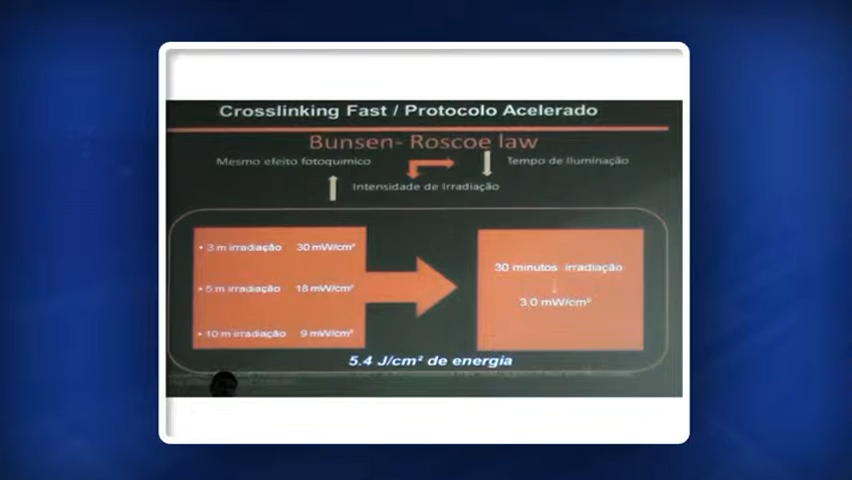 Crosslinking Fast / Protocolo Acelerado
Bunsen- Roscoe law
Mesmo efeito fotoquimico
Tempo de Iluminação
Intensidade de Irradiação
• 3 m irradiação 30 mW/cm²
• 5 m irradiação 18 mW/cm²
• 10 m irradiação 9 mW/cm²
30 minutos irradiação
3.0 mW/cm²
5.4 J/cm² de energia